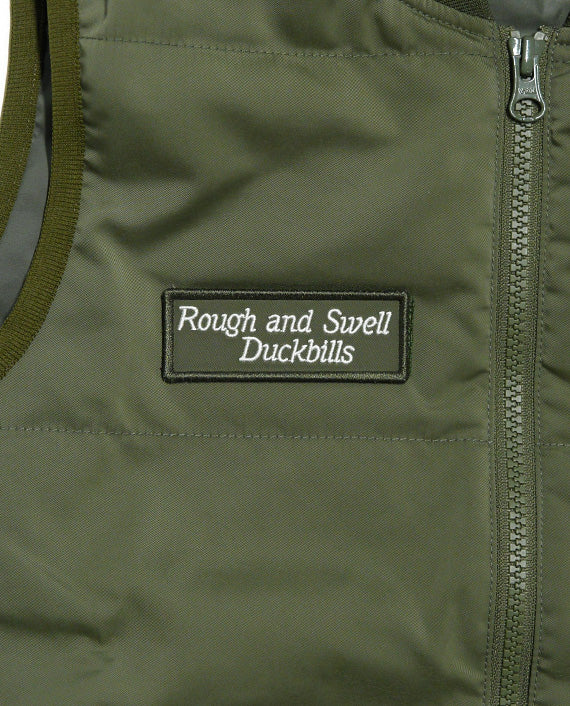 Rough and Swell
Duckbills